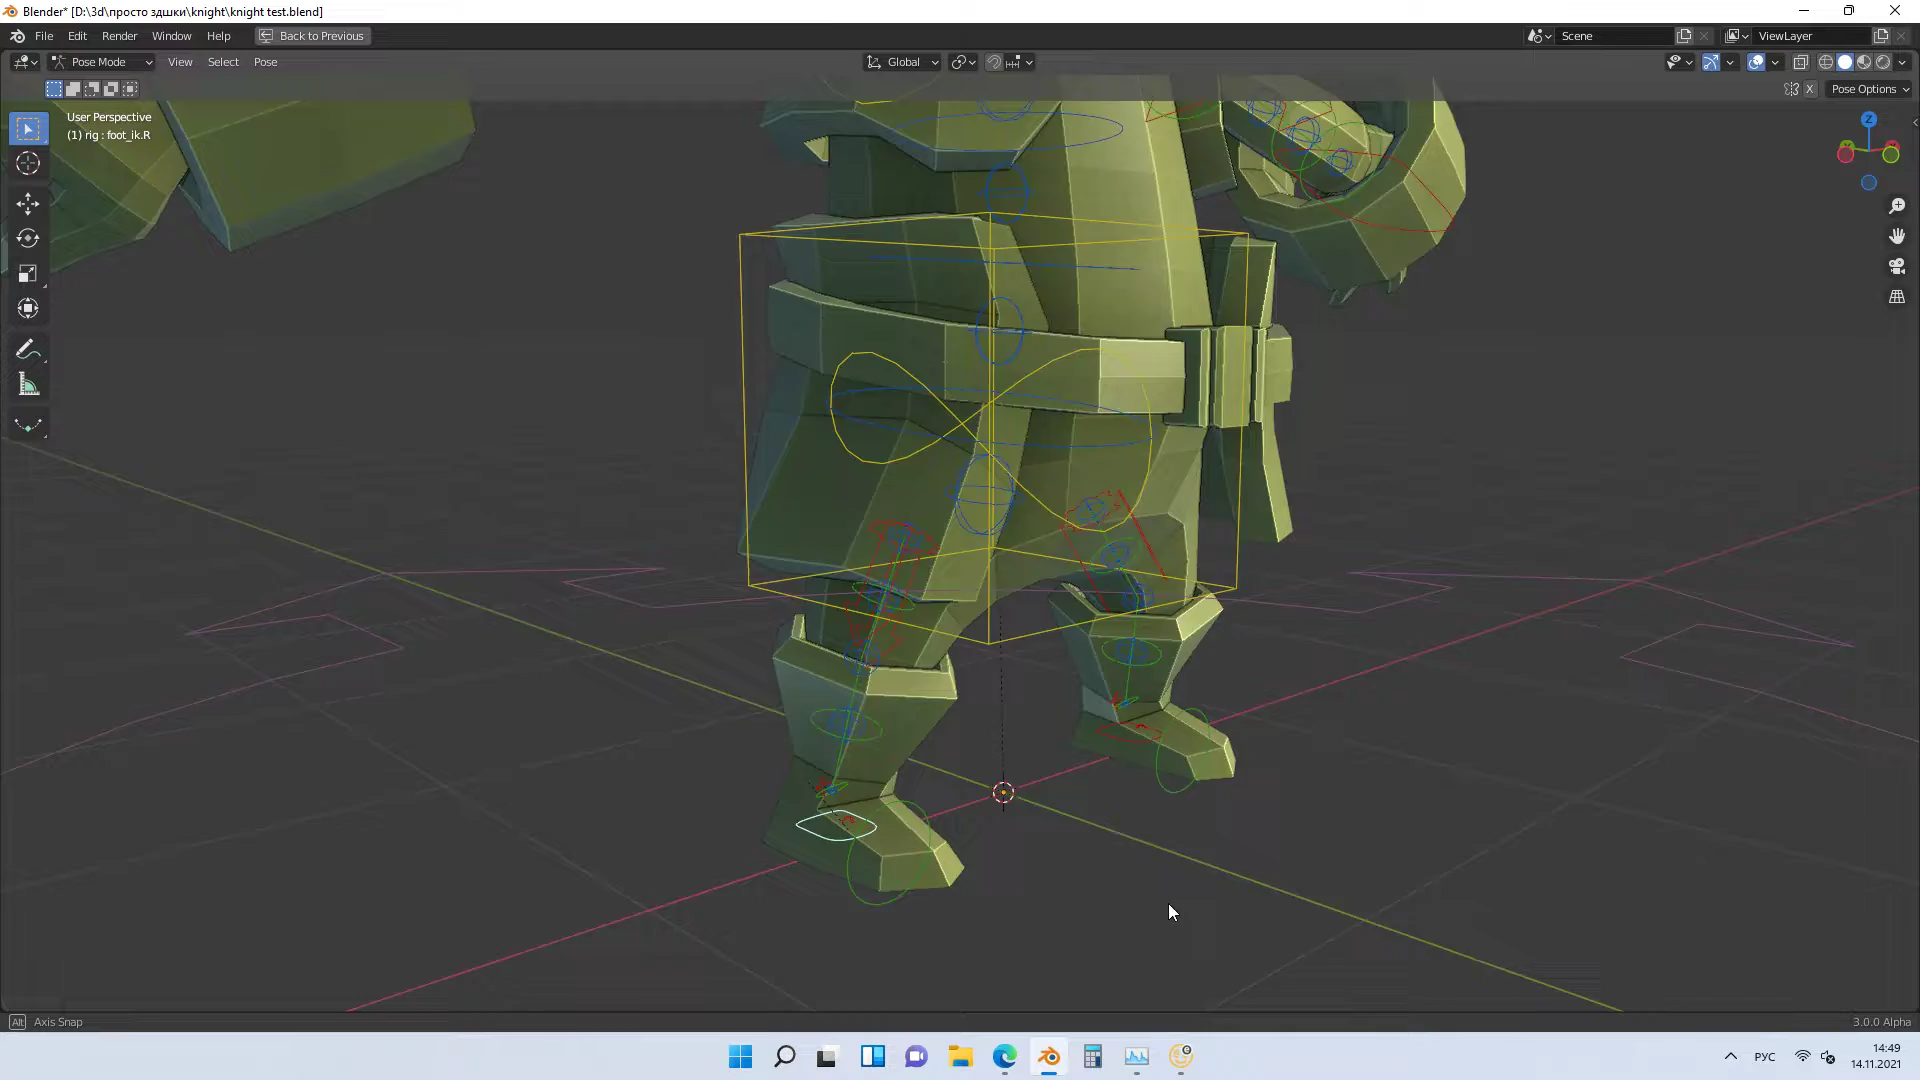 Blender* [D:\3d\просто здшки\knight\knight test.blend]
File Edit Render Window Help Back to Previous Scene ViewLayer
Pose Mode View Select Pose Global
X Pose Options
User Perspective
(1) rig : foot_ik.R
Z
Alt Axis Snap 3.0.0 Alpha
РУС 14:49
14.11.2021